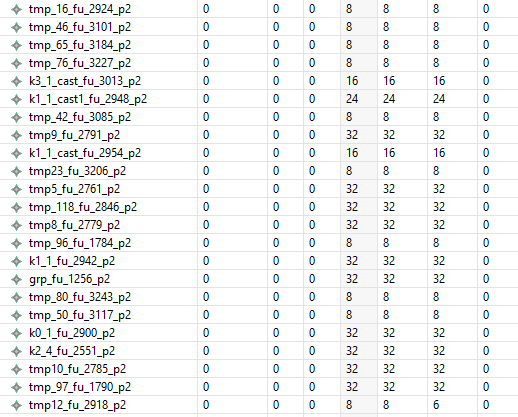 tmp_16_fu_2924_p2 0 0 0 8 8 8 0
tmp_46_fu_3101_p2 0 0 0 8 8 8 0
tmp_65_fu_3184_p2 0 0 0 8 8 8 0
tmp_76_fu_3227_p2 0 0 0 8 8 8 0
k3_1_cast_fu_3013_p2 0 0 0 16 16 16 0
k1_1_cast1_fu_2948_p2 0 0 0 24 24 24 0
tmp_42_fu_3085_p2 0 0 0 8 8 8 0
tmp9_fu_2791_p2 0 0 0 32 32 32 0
k1_1_cast_fu_2954_p2 0 0 0 16 16 16 0
tmp23_fu_3206_p2 0 0 0 8 8 8 0
tmp5_fu_2761_p2 0 0 0 32 32 32 0
tmp_118_fu_2846_p2 0 0 0 32 32 32 0
tmp8_fu_2779_p2 0 0 0 32 32 32 0
tmp_96_fu_1784_p2 0 0 0 8 8 8 0
k1_1_fu_2942_p2 0 0 0 32 32 32 0
grp_fu_1256_p2 0 0 0 32 32 32 0
tmp_80_fu_3243_p2 0 0 0 8 8 8 0
tmp_50_fu_3117_p2 0 0 0 8 8 8 0
k0_1_fu_2900_p2 0 0 0 32 32 32 0
k2_4_fu_2551_p2 0 0 0 32 32 32 0
tmp10_fu_2785_p2 0 0 0 32 32 32 0
tmp_97_fu_1790_p2 0 0 0 32 32 32 0
tmp12_fu_2918_p2 0 0 0 8 8 6 0